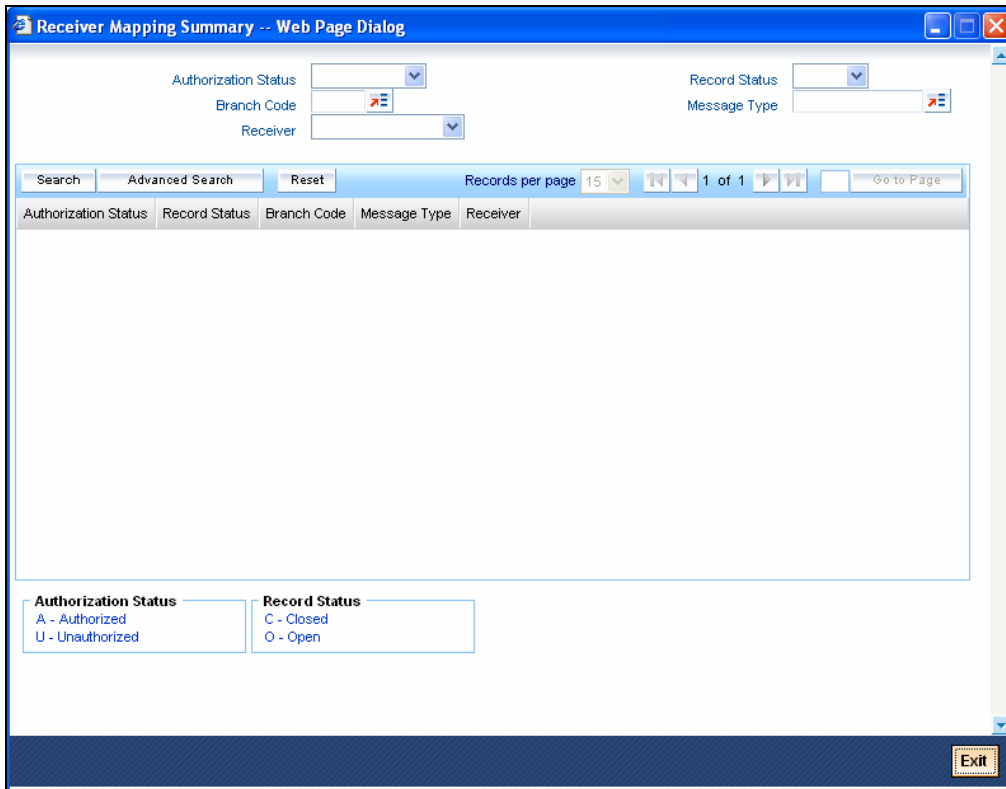 Receiver Mapping Summary -- Web Page Dialog
Authorization Status Record Status
Branch Code Message Type
Receiver
Search Advanced Search Reset Records per page 15 1 of 1 Go to Page
Authorization Status Record Status Branch Code Message Type Receiver
Authorization Status Record Status
A - Authorized C - Closed
U - Unauthorized O - Open
Exit